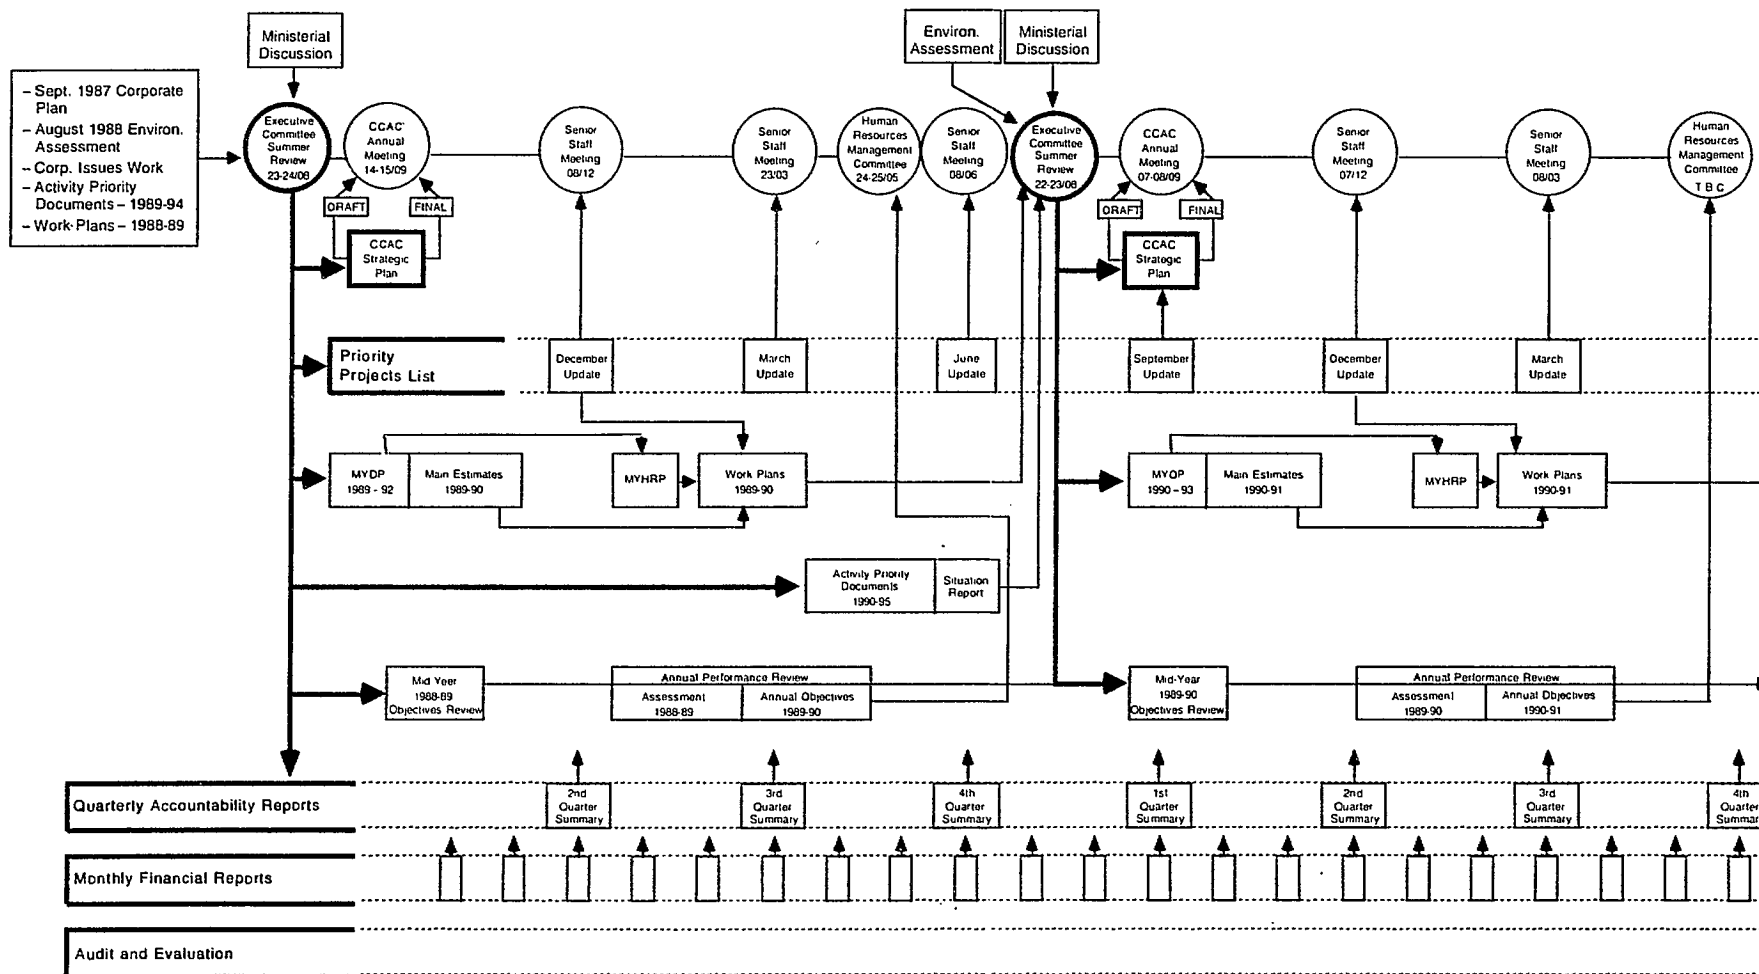 Ministerial
Discussion
Environ.
Assessment
Ministerial
Discussion
– Sept. 1987 Corporate
Plan
– August 1988 Environ.
Assessment
– Corp. Issues Work
– Activity Priority
Documents – 1989-94
– Work-Plans – 1988-89
Executive
Committee
Summer
Review
23-24/08
CCAC
Annual
Meeting
14-15/09
Senior
Staff
Meeting
08/12
Senior
Staff
Meeting
23/03
Human
Resources
Management
Committee
24-25/05
Senior
Staff
Meeting
08/06
Executive
Committee
Summer
Review
22-23/08
CCAC
Annual
Meeting
07-08/09
Senior
Staff
Meeting
07/12
Senior
Staff
Meeting
08/03
Human
Resources
Management
Committee
T B C
DRAFT
FINAL
DRAFT
FINAL
CCAC
Strategic
Plan
CCAC
Strategic
Plan
Priority
Projects List
December
Update
March
Update
June
Update
September
Update
December
Update
March
Update
MYOP
1989 - 92
Main Estimates
1989-90
MYHRP
Work Plans
1989-90
MYOP
1990 – 93
Main Estimates
1990-91
MYHRP
Work Plans
1990-91
Activity Priority
Documents
1990-95
Situation
Report
Mid Year
1988-89
Objectives Review
Annual Performance Review
Assessment
1988-89
Annual Objectives
1989-90
Mid-Year
1989-90
Objectives Review
Annual Performance Review
Assessment
1989-90
Annual Objectives
1990-91
Quarterly Accountability Reports
2nd
Quarter
Summary
3rd
Quarter
Summary
4th
Quarter
Summary
1st
Quarter
Summary
2nd
Quarter
Summary
3rd
Quarter
Summary
4th
Quarter
Summar
Monthly Financial Reports
Audit and Evaluation